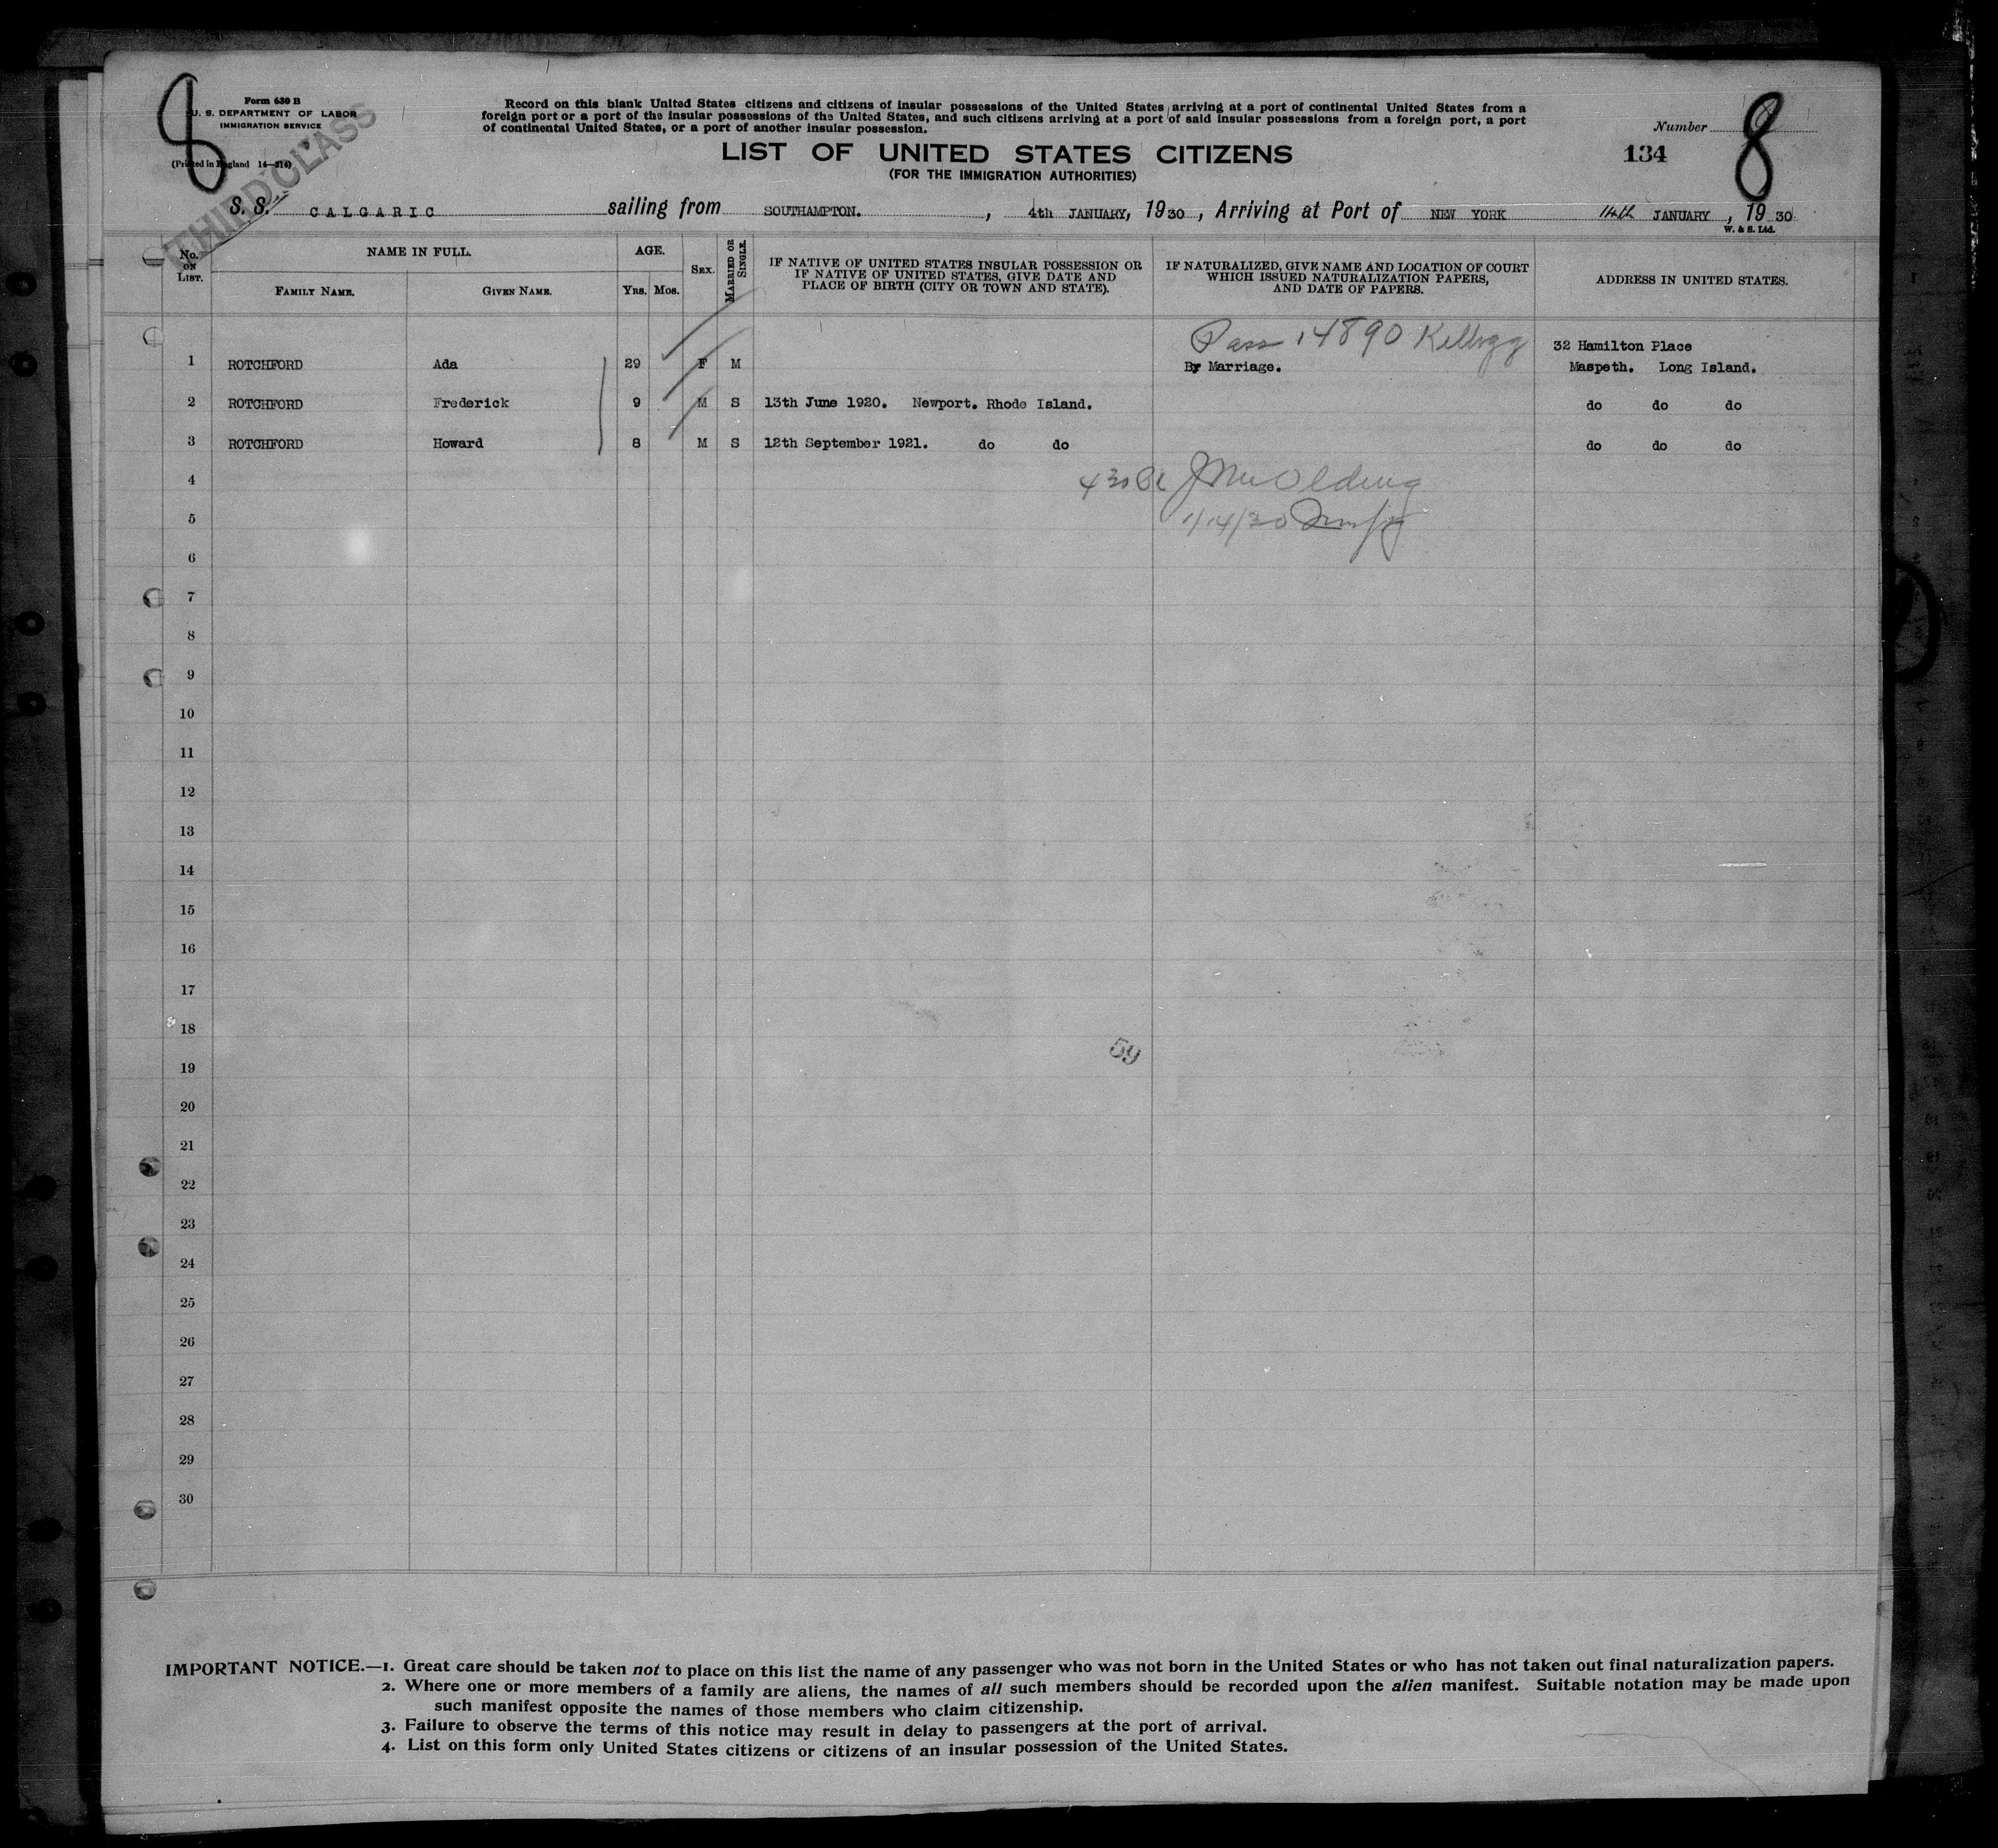 8
Form 630 B
U. S. DEPARTMENT OF LABOR
IMMIGRATION SERVICE
(Printed in England 14—214)
THIRD CLASS
Record on this blank United States citizens and citizens of insular possessions of the United States arriving at a port of continental United States from a
foreign port or a port of the insular possessions of the United States, and such citizens arriving at a port of said insular possessions from a foreign port, a port
of continental United States, or a port of another insular possession.
LIST OF UNITED STATES CITIZENS
(FOR THE IMMIGRATION AUTHORITIES)
Number 8
134
S. S. CALGARIC sailing from SOUTHAMPTON. , 4th JANUARY, 1930 , Arriving at Port of NEW YORK 14th JANUARY , 1930
W. & S. Ltd.
No. ON LIST.
NAME IN FULL.
FAMILY NAME. GIVEN NAME.
AGE.
YRS. MOS.
SEX.
MARRIED OR SINGLE.
IF NATIVE OF UNITED STATES INSULAR POSSESSION OR
IF NATIVE OF UNITED STATES, GIVE DATE AND
PLACE OF BIRTH (CITY OR TOWN AND STATE).
IF NATURALIZED, GIVE NAME AND LOCATION OF COURT
WHICH ISSUED NATURALIZATION PAPERS,
AND DATE OF PAPERS.
ADDRESS IN UNITED STATES.
Pass 14890 Kellogg 32 Hamilton Place
1 ROTCHFORD Ada 29 F M By Marriage. Maspeth. Long Island.
2 ROTCHFORD Frederick 9 M S 13th June 1920. Newport. Rhode Island. do do do
3 ROTCHFORD Howard 8 M S 12th September 1921. do do do do do
4
5 1/14/30
6
7
8
9
10
11
12
13
14
15
16
17
18
59
19
20
21
22
23
24
25
26
27
28
29
30
IMPORTANT NOTICE.—1. Great care should be taken not to place on this list the name of any passenger who was not born in the United States or who has not taken out final naturalization papers.
2. Where one or more members of a family are aliens, the names of all such members should be recorded upon the alien manifest. Suitable notation may be made upon
such manifest opposite the names of those members who claim citizenship.
3. Failure to observe the terms of this notice may result in delay to passengers at the port of arrival.
4. List on this form only United States citizens or citizens of an insular possession of the United States.